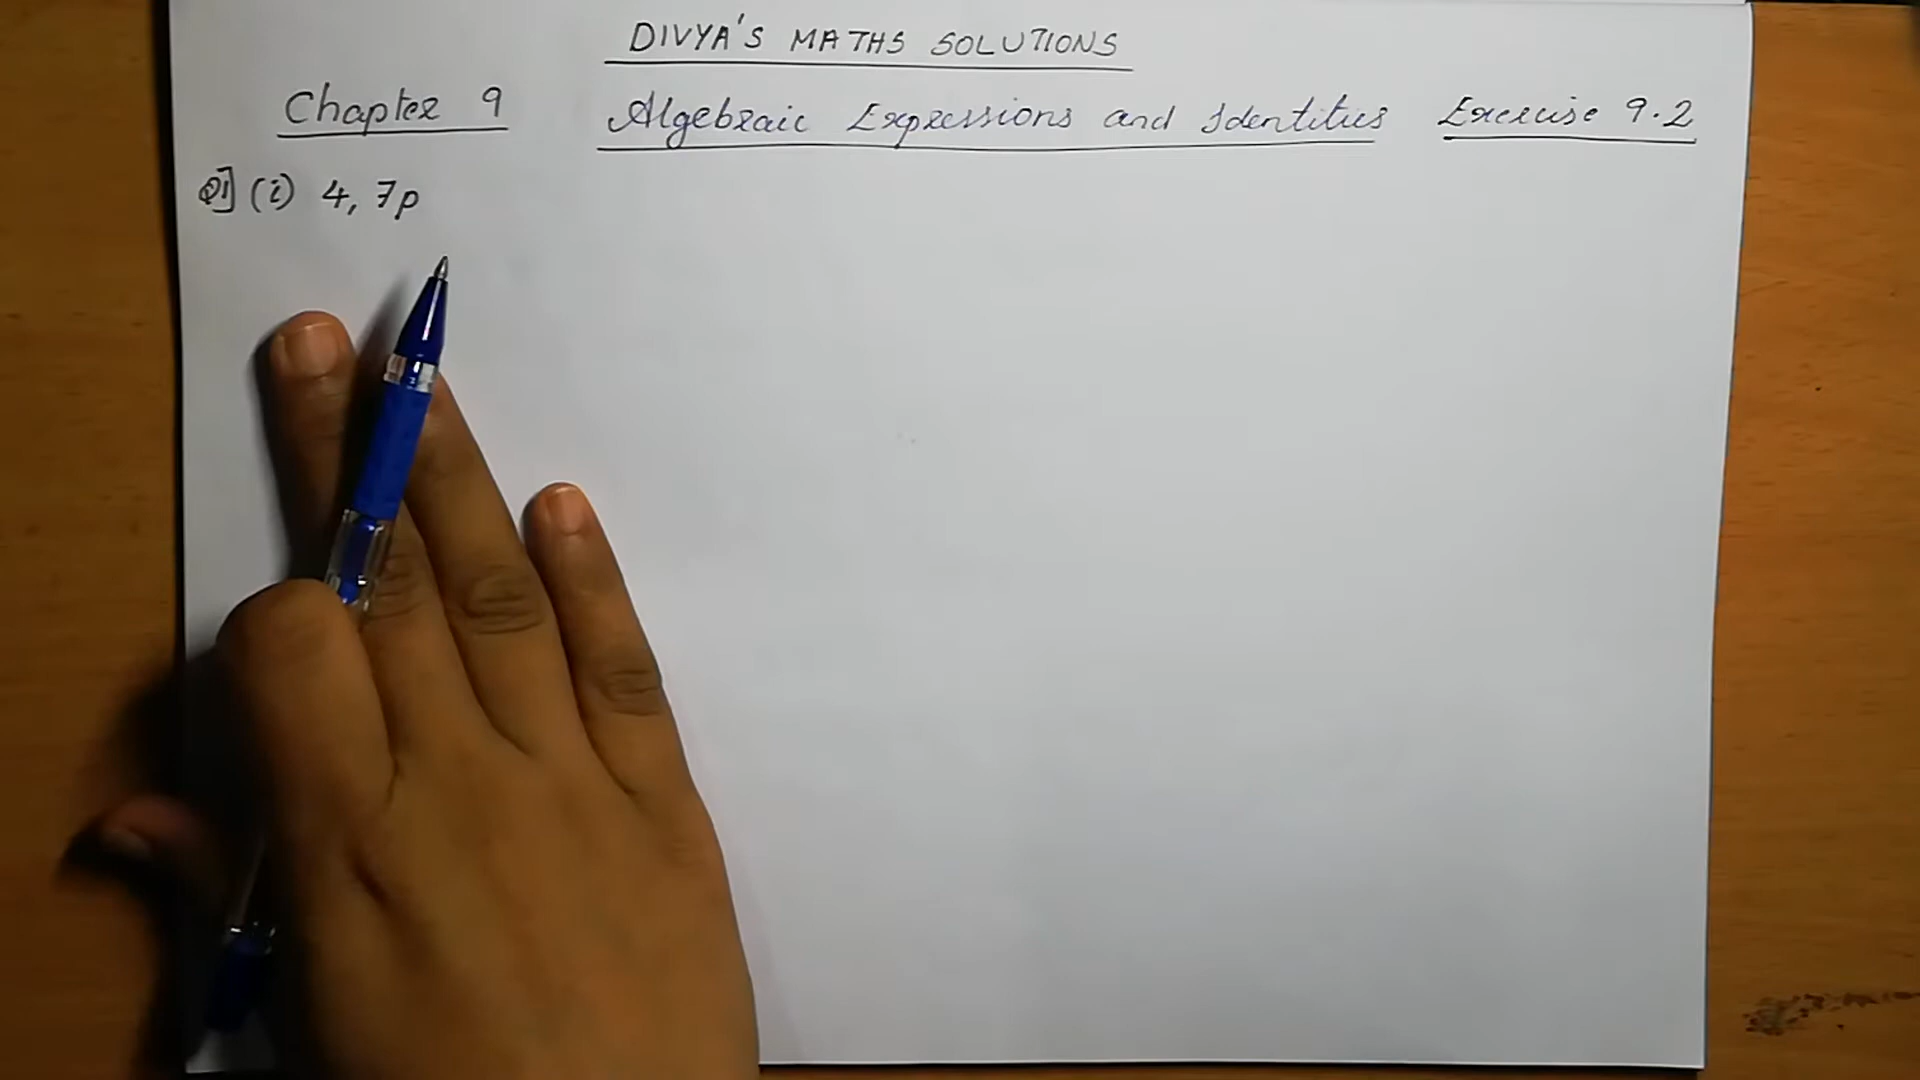 DIVYA'S MATHS SOLUTIONS
Chapter 9 Algebraic Expressions and Identities Exercise 9.2
Q1] (i) 4, 7p